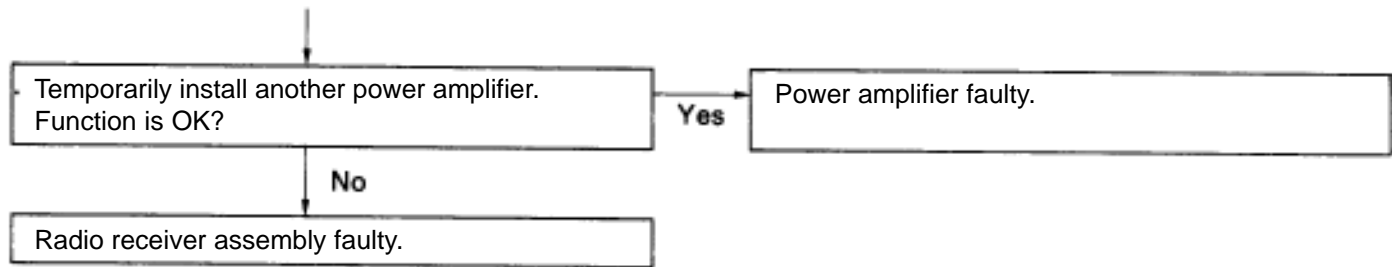 Temporarily install another power amplifier.
Function is OK?
Yes
Power amplifier faulty.
No
Radio receiver assembly faulty.